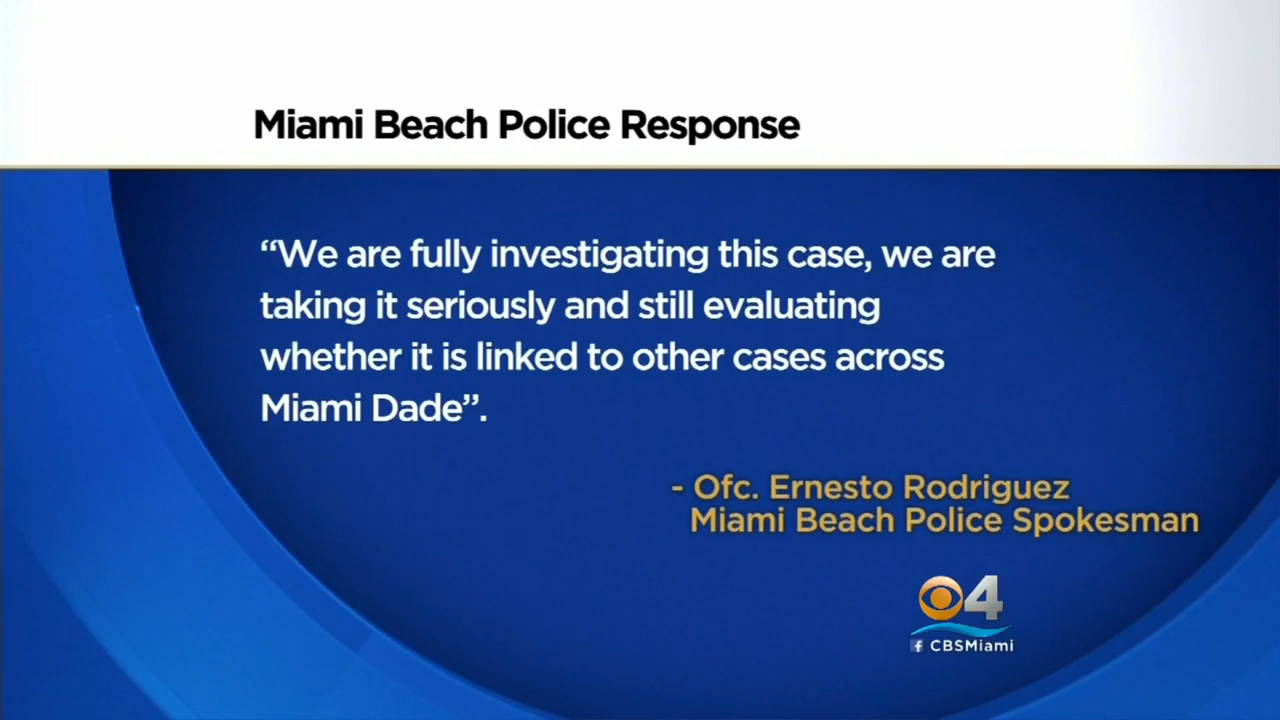 Miami Beach Police Response
“We are fully investigating this case, we are
taking it seriously and still evaluating
whether it is linked to other cases across
Miami Dade”.
- Ofc. Ernesto Rodriguez
Miami Beach Police Spokesman
4
f CBSMiami